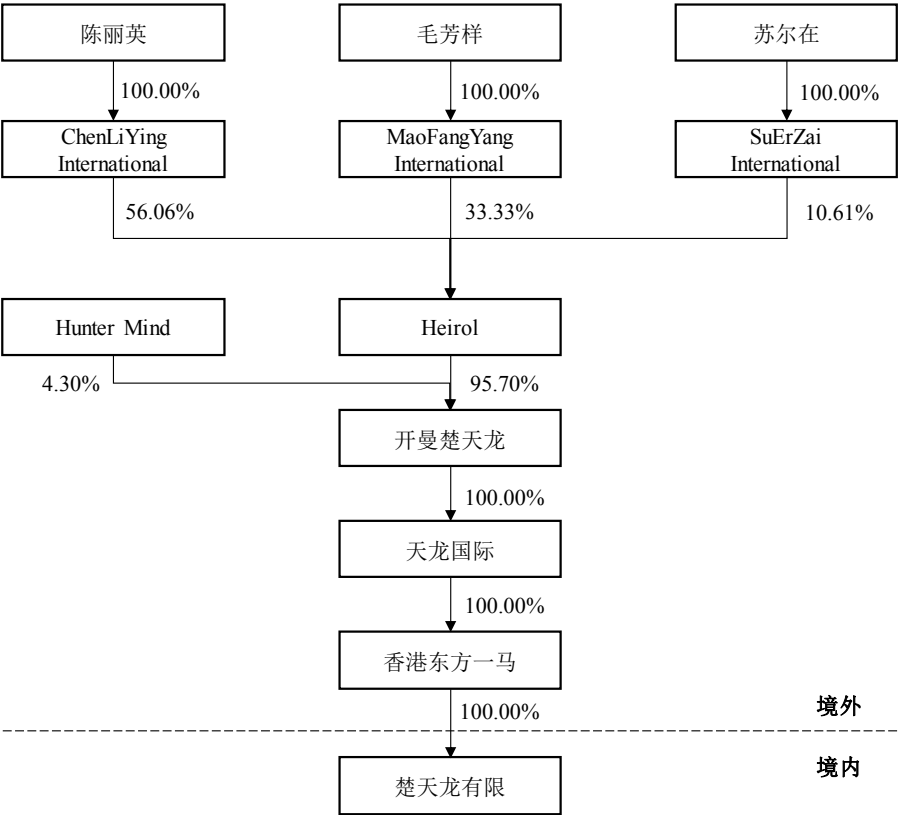 陈丽英
毛芳样
苏尔在
100.00%
100.00%
100.00%
ChenLiYing
International
MaoFangYang
International
SuErZai
International
56.06%
33.33%
10.61%
Hunter Mind
Heirol
4.30%
95.70%
开曼楚天龙
100.00%
天龙国际
100.00%
香港东方一马
100.00%
境外
境内
楚天龙有限